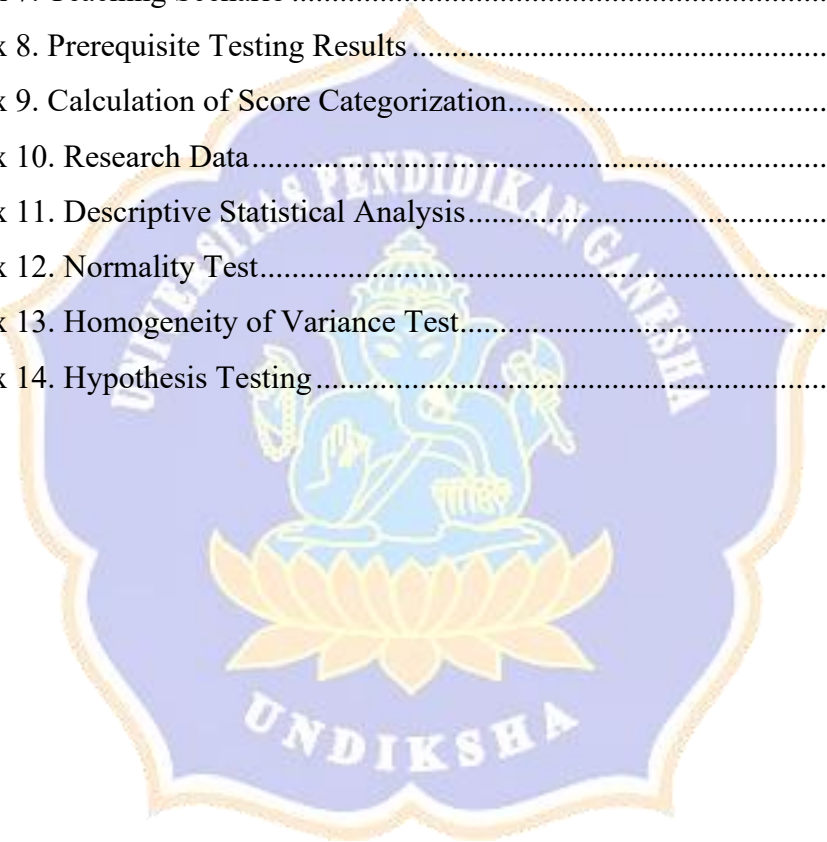 x 8. Prerequisite Testing Results
x 9. Calculation of Score Categorization
x 10. Research Data
x 11. Descriptive Statistical Analysis
x 12. Normality Test
x 13. Homogeneity of Variance Test
x 14. Hypothesis Testing
UNIVERSITAS PENDIDIKAN GANESHA
UNDIKSHA